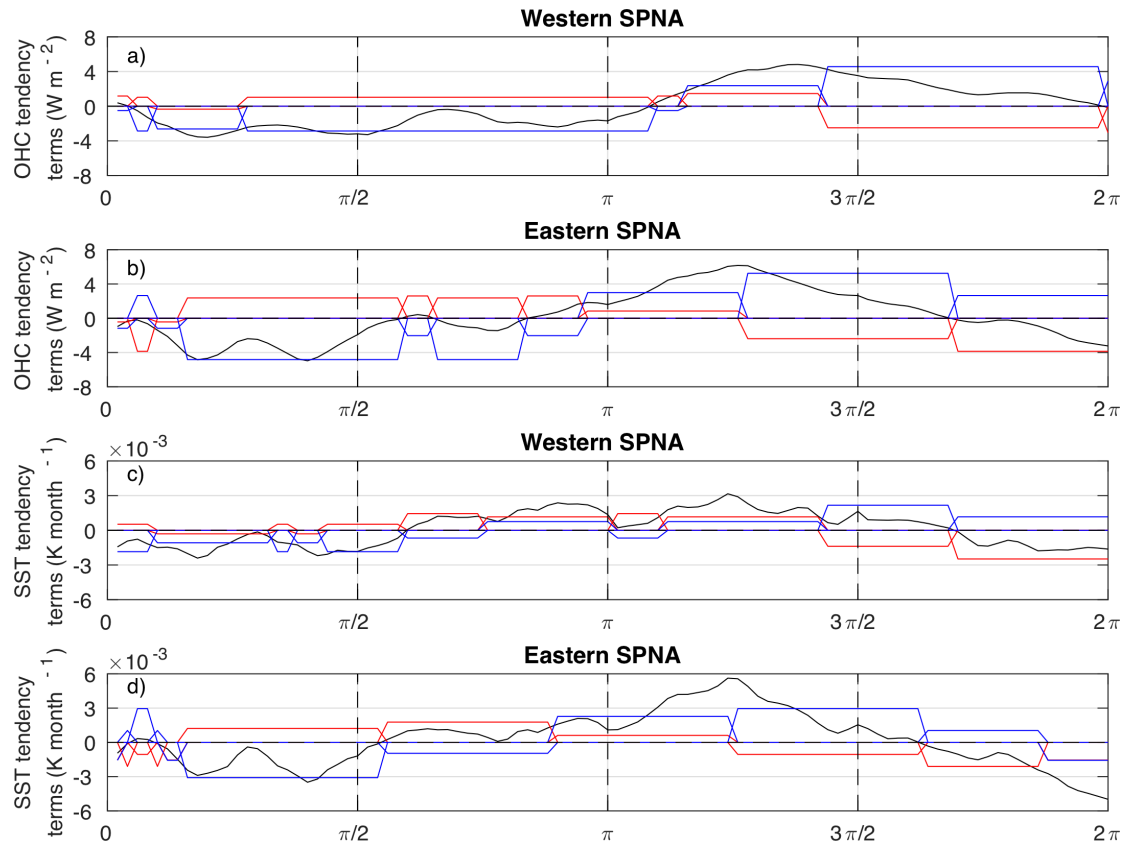 Western SPNA
a)
OHC tendency
terms (W m -2)
8
4
0
-4
-8
0 π/2 π 3π/2 2π
Eastern SPNA
b)
OHC tendency
terms (W m -2)
8
4
0
-4
-8
0 π/2 π 3π/2 2π
×10 -3
Western SPNA
c)
SST tendency
terms (K month -1)
6
3
0
-3
-6
0 π/2 π 3π/2 2π
×10 -3
Eastern SPNA
d)
SST tendency
terms (K month -1)
6
3
0
-3
-6
0 π/2 π 3π/2 2π